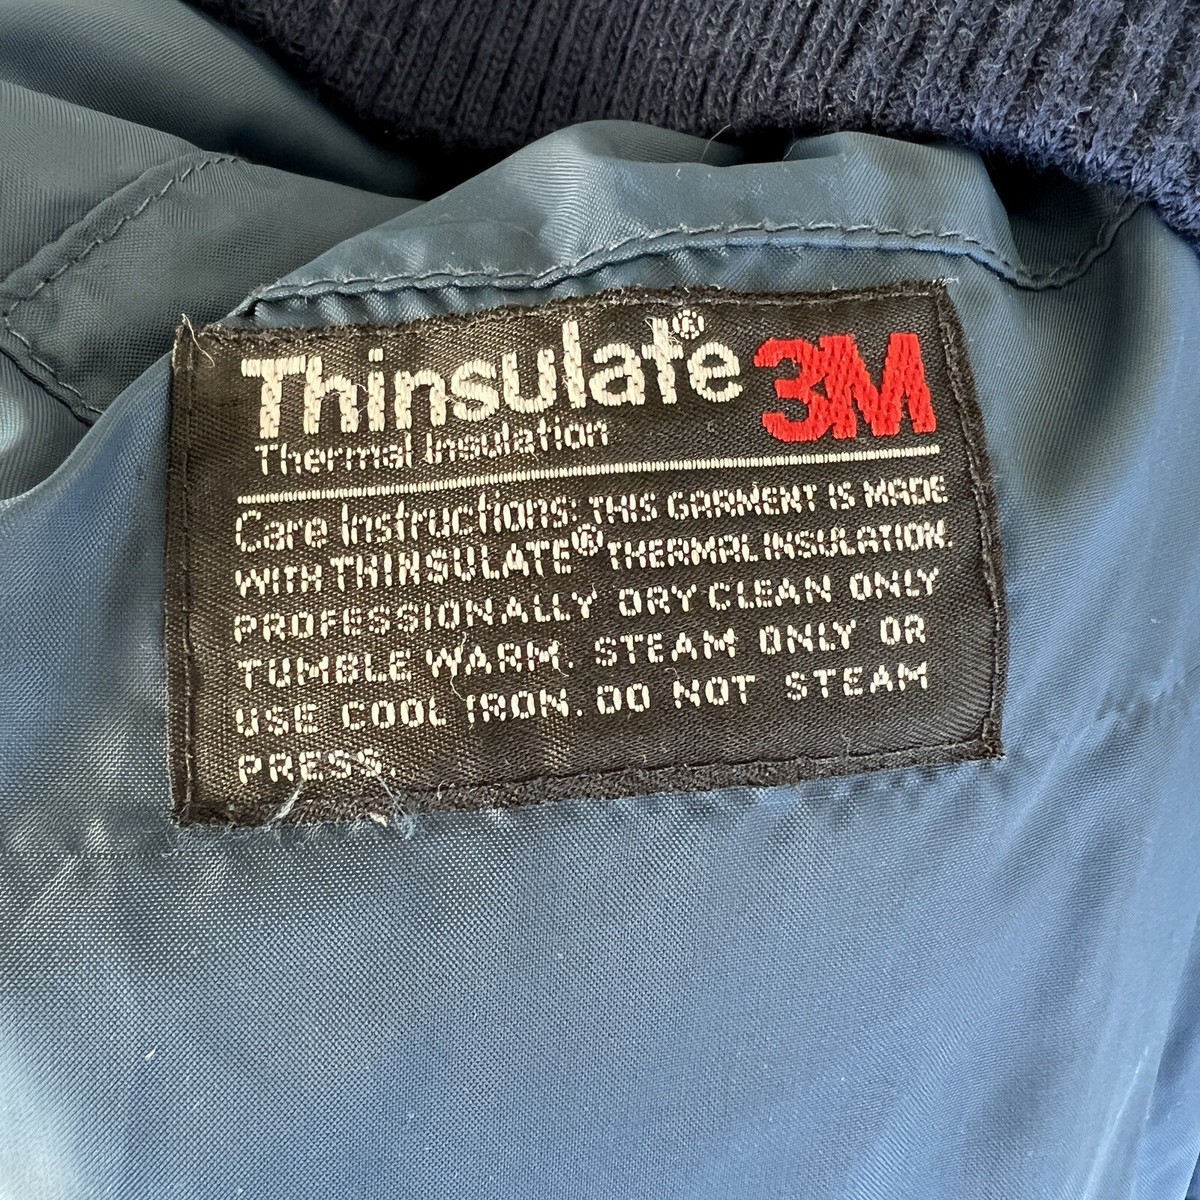 Thinsulate® 3M
Thermal Insulation
Care Instructions: THIS GARMENT IS MADE
WITH THINSULATE® THERMAL INSULATION.
PROFESSIONALLY DRY CLEAN ONLY
TUMBLE WARM. STEAM ONLY OR
USE COOL IRON. DO NOT STEAM
PRESS.